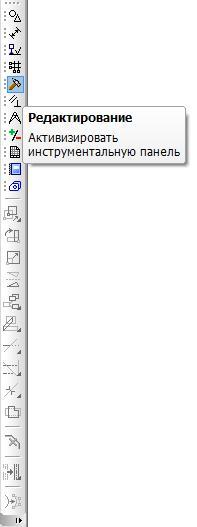 Редактирование
Активизировать
инструментальную панель